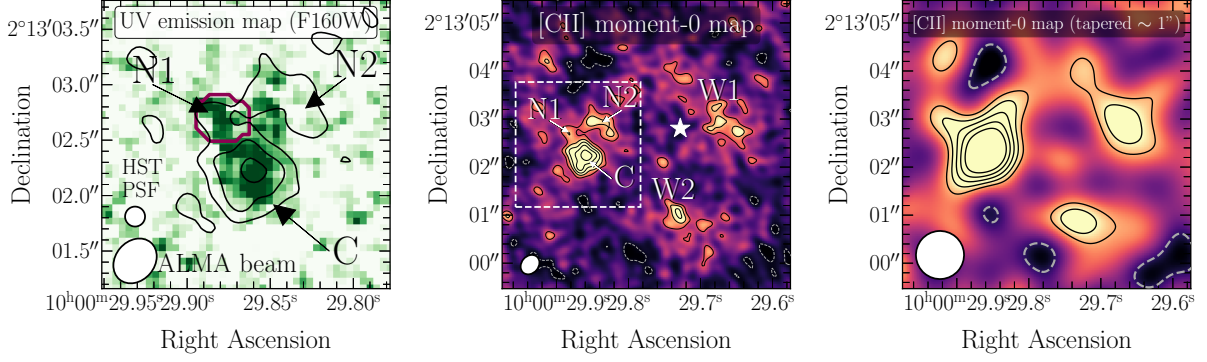 UV emission map (F160W)
2°13′03.5″
03.0″
02.5″
02.0″
01.5″
Declination
N1
N2
HST
PSF
C
ALMA beam
10ʰ00ᵐ29.95ˢ
29.90ˢ
29.85ˢ
29.80ˢ
Right Ascension
[CII] moment-0 map
2°13′05″
04″
03″
02″
01″
00″
Declination
N1
N2
W1
C
W2
10ʰ00ᵐ29.9ˢ
29.8ˢ
29.7ˢ
29.6ˢ
Right Ascension
[CII] moment-0 map (tapered ∼ 1”)
2°13′05″
04″
03″
02″
01″
00″
Declination
10ʰ00ᵐ29.9ˢ
29.8ˢ
29.7ˢ
29.6ˢ
Right Ascension